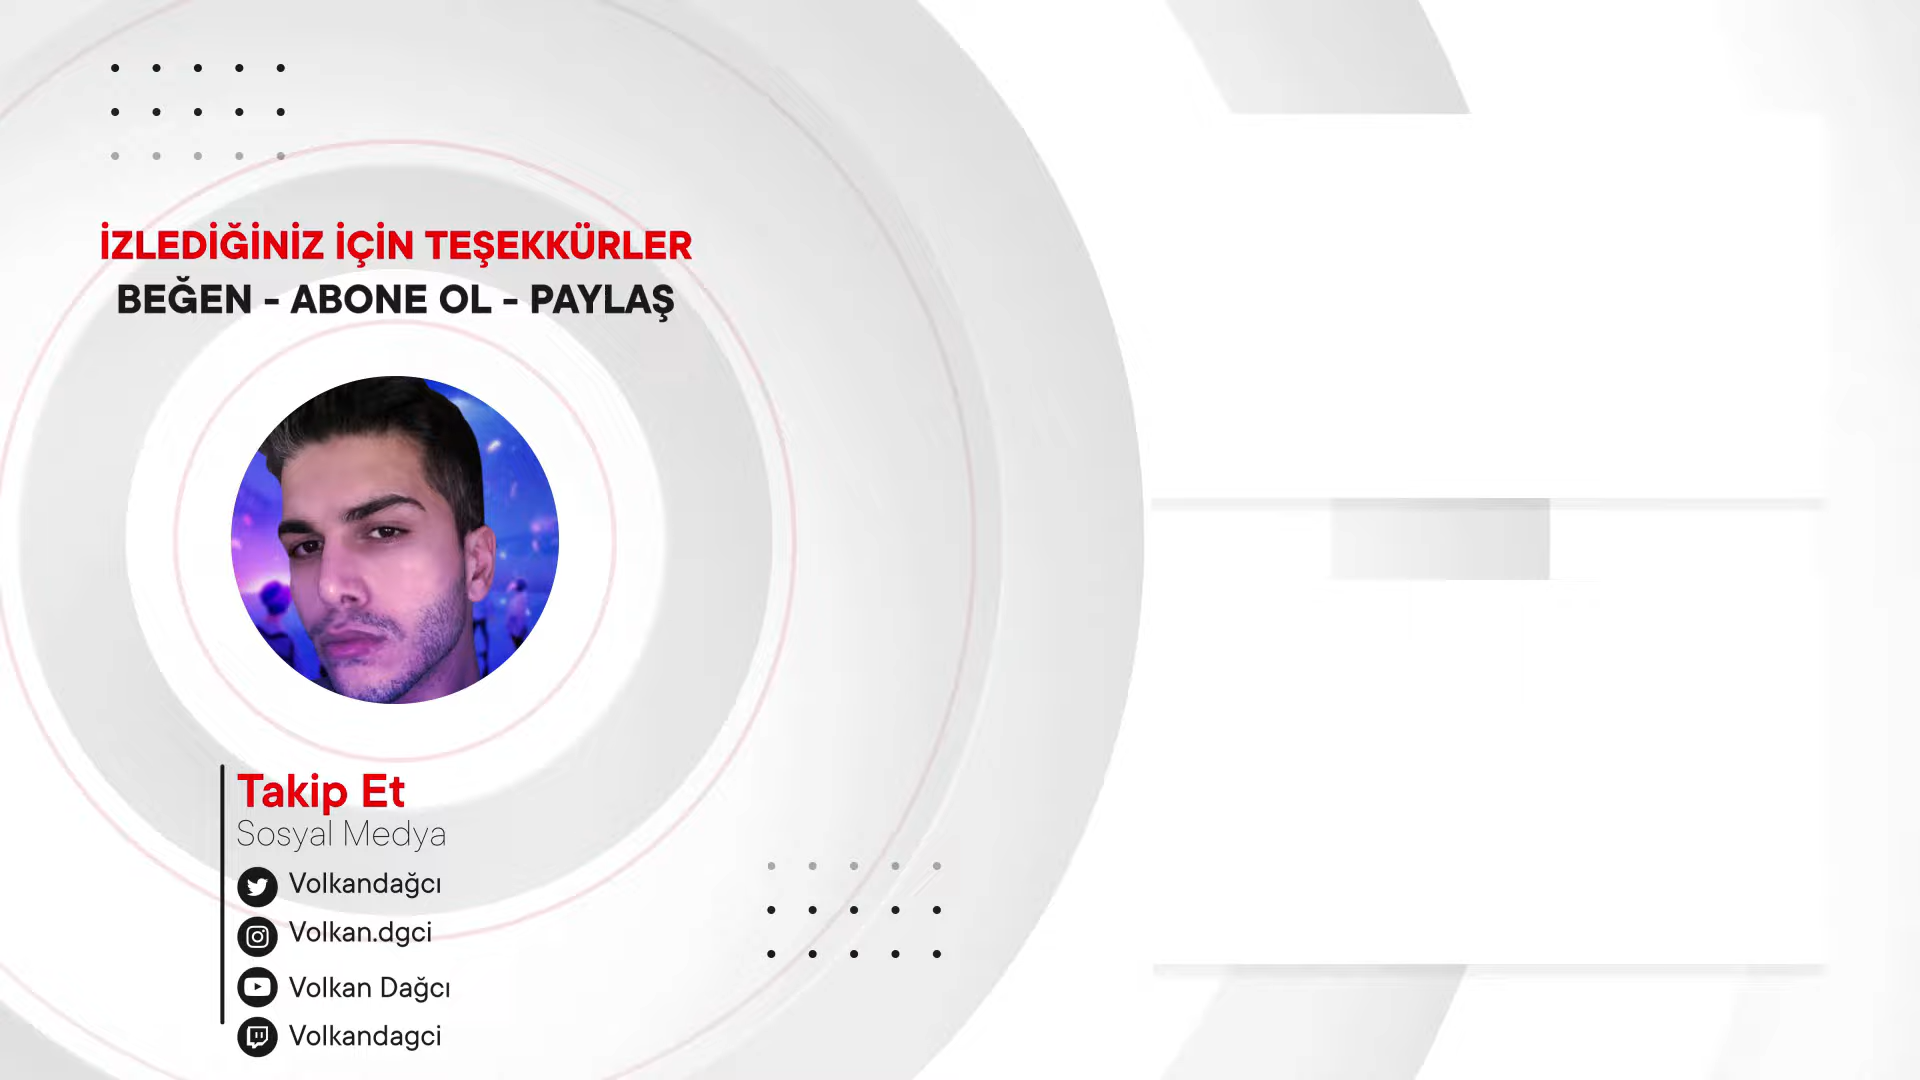 İZLEDİĞİNİZ İÇİN TEŞEKKÜRLER
BEĞEN - ABONE OL - PAYLAŞ
Takip Et
Sosyal Medya
Volkandağcı
Volkan.dgci
Volkan Dağcı
Volkandagci